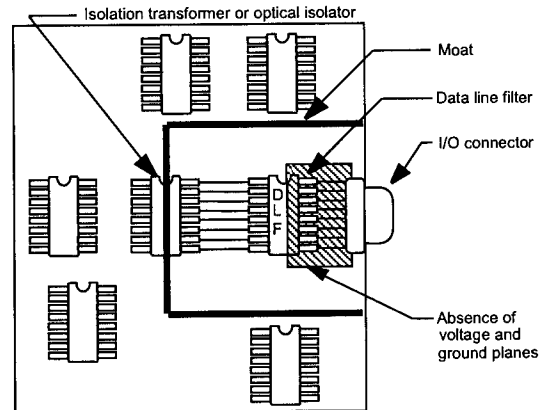 Isolation transformer or optical isolator
Moat
Data line filter
I/O connector
D
L
F
Absence of
voltage and
ground planes